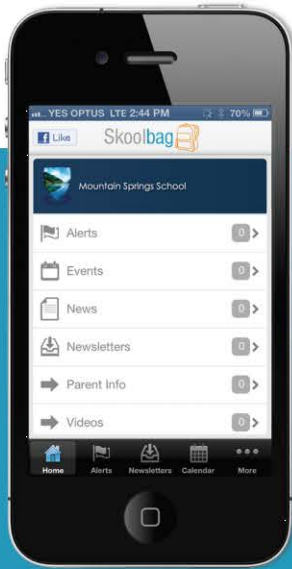 YES OPTUS LTE 2:44 PM 70%
f Like Skoolbag
Mountain Springs School
Alerts 0
Events 0
News 0
Newsletters 0
Parent Info 0
Videos 0
Home Alerts Newsletters Calendar More